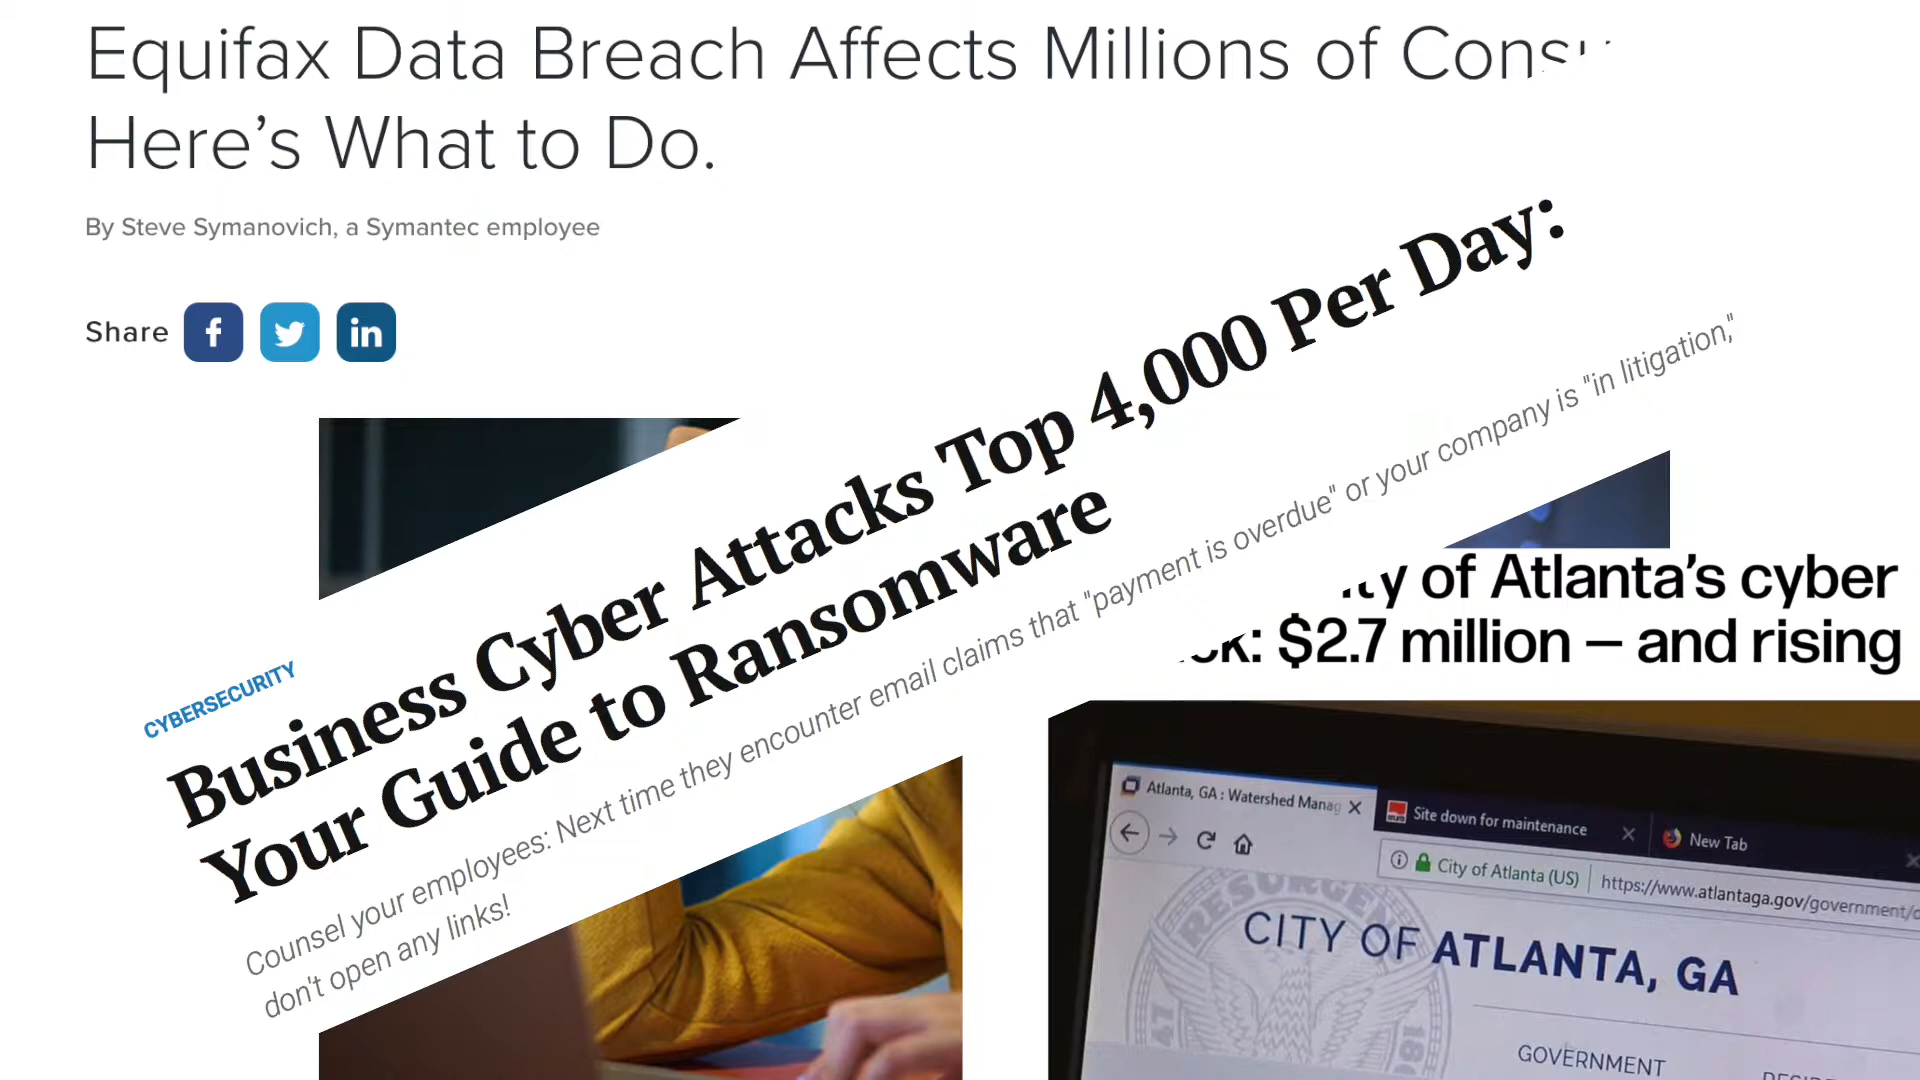 Equifax Data Breach Affects Millions of
Here's What to Do.
By Steve Symanovich, a Symantec employee
Share
CYBERSECURITY
Business Cyber Attacks Top 4,000 Per Day:
Your Guide to Ransomware
Counsel your employees: Next time they encounter email claims that "payment is overdue" or your company is "in litigation,"
don't open any links!
of Atlanta's cyber
$2.7 million – and rising
Atlanta, GA : Watershed Manag
Site down for maintenance
New Tab
City of Atlanta (US)
https://www.atlantaga.gov/government/
RESURGENS
CITY OF ATLANTA, GA
47
GOVERNMENT